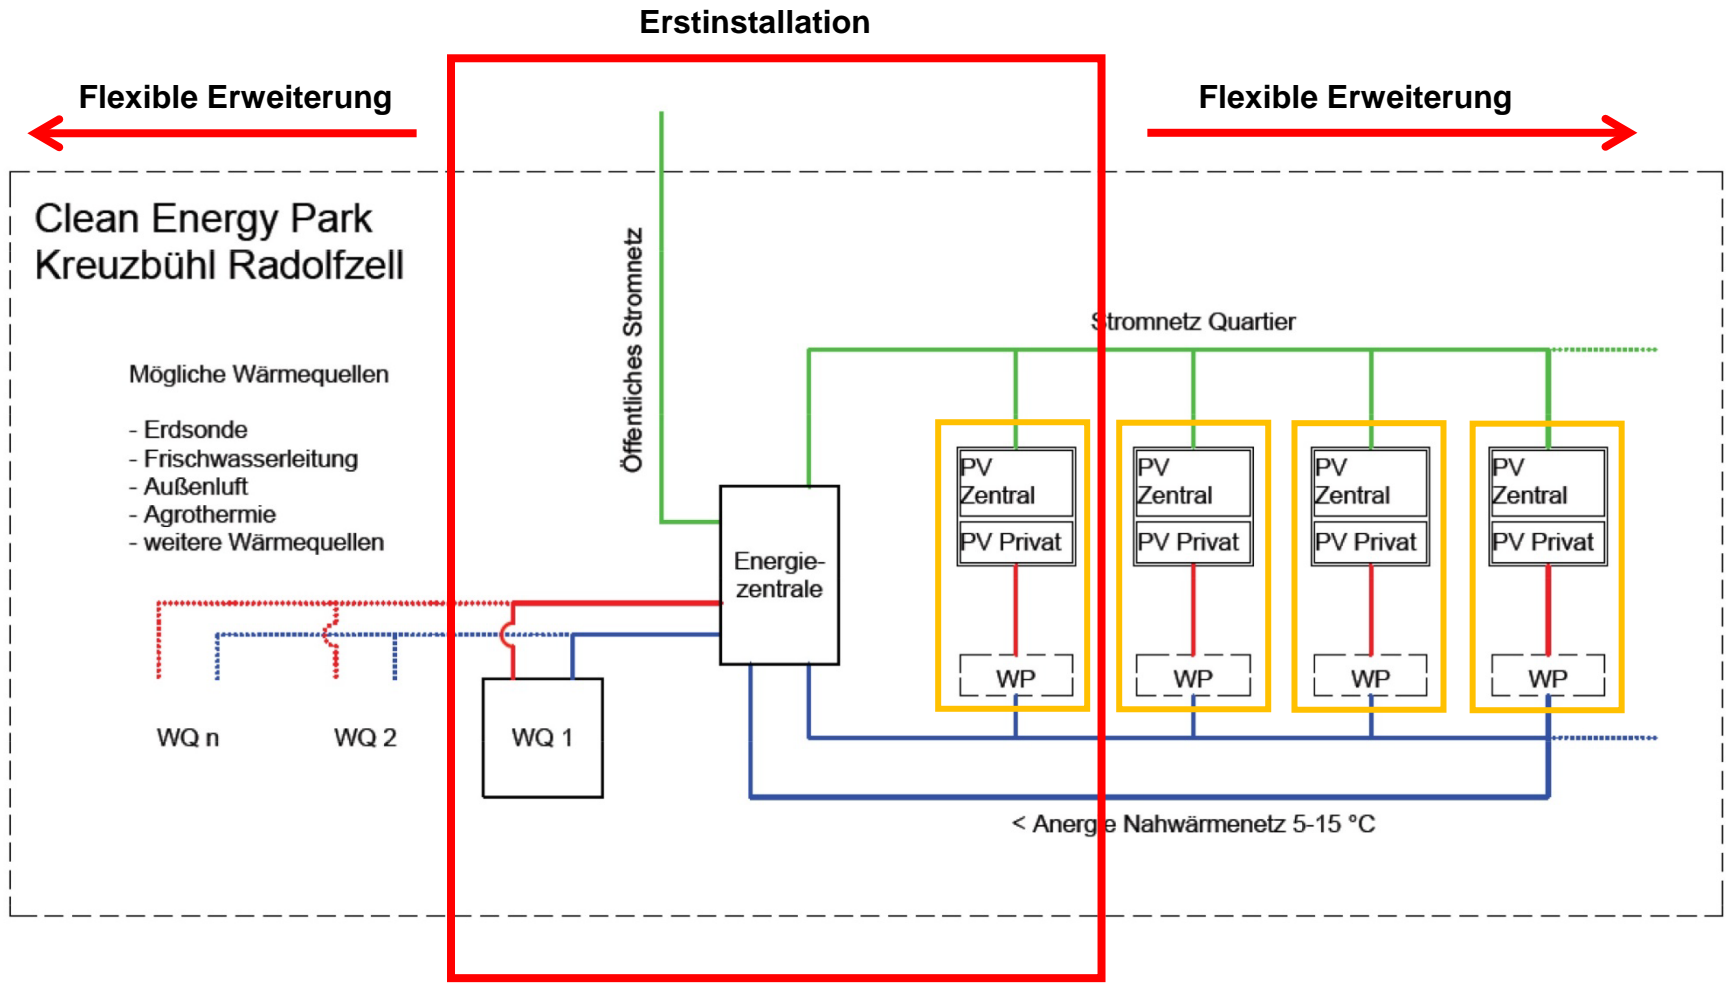 Erstinstallation
Flexible Erweiterung
Flexible Erweiterung
Clean Energy Park
Kreuzbühl Radolfzell
Öffentliches Stromnetz
Stromnetz Quartier
Mögliche Wärmequellen
- Erdsonde
- Frischwasserleitung
- Außenluft
- Agrothermie
- weitere Wärmequellen
PV
Zentral
PV Privat
WP
PV
Zentral
PV Privat
WP
PV
Zentral
PV Privat
WP
PV
Zentral
PV Privat
WP
Energie-
zentrale
WQ n
WQ 2
WQ 1
< Anergie Nahwärmenetz 5-15 °C